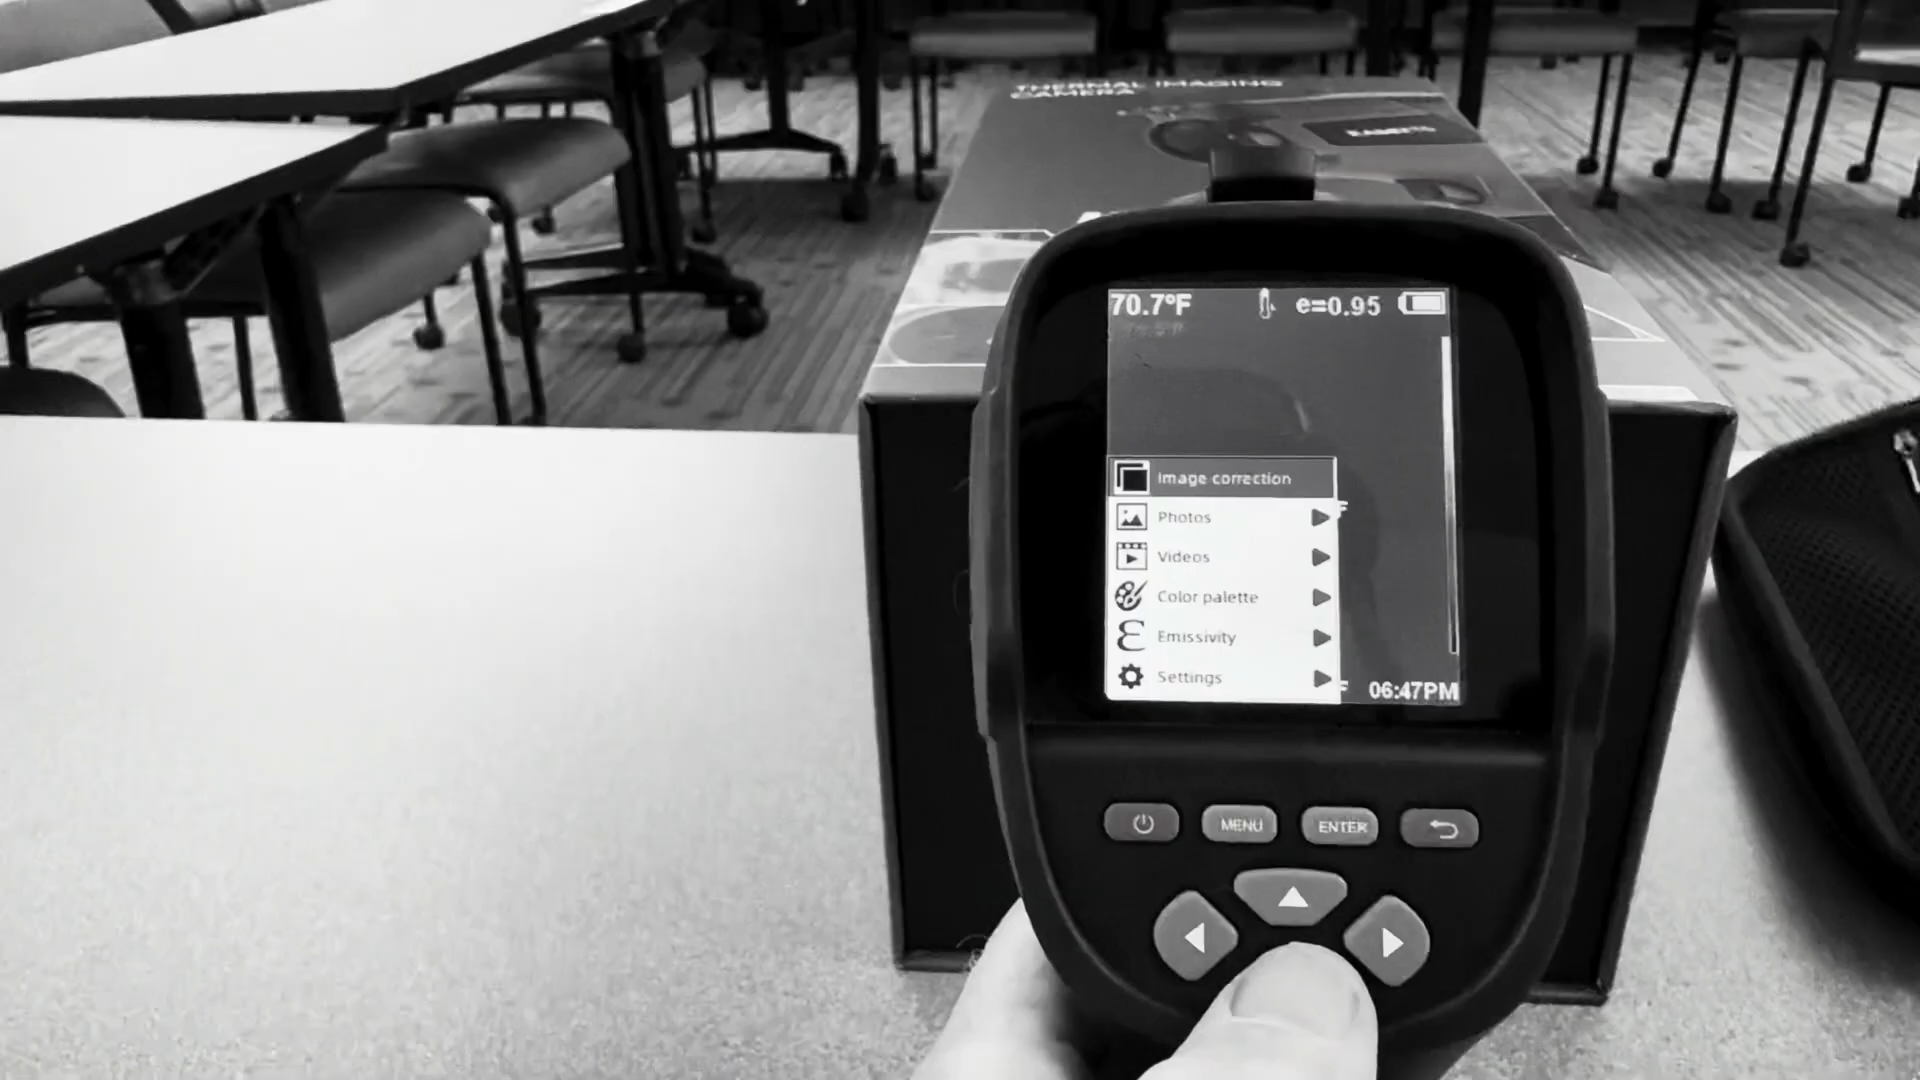 THERMAL IMAGING
CAMERA
70.7°F
e=0.95
Image correction
Photos
Videos
Color palette
Emissivity
Settings
F
F
06:47PM
MENU
ENTER